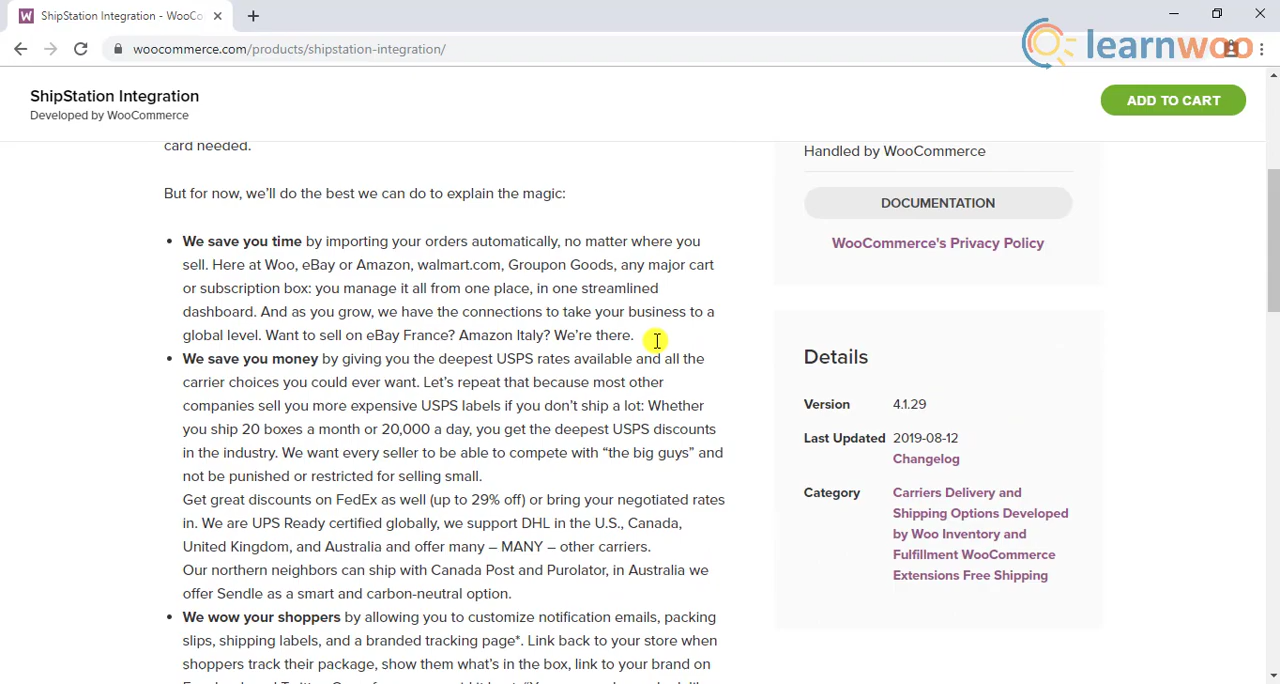 ShipStation Integration - WooCo
woocommerce.com/products/shipstation-integration/
learnwoo
ShipStation Integration
Developed by WooCommerce
ADD TO CART
card needed.
But for now, we'll do the best we can do to explain the magic:
• We save you time by importing your orders automatically, no matter where you
sell. Here at Woo, eBay or Amazon, walmart.com, Groupon Goods, any major cart
or subscription box: you manage it all from one place, in one streamlined
dashboard. And as you grow, we have the connections to take your business to a
global level. Want to sell on eBay France? Amazon Italy? We're there.
• We save you money by giving you the deepest USPS rates available and all the
carrier choices you could ever want. Let's repeat that because most other
companies sell you more expensive USPS labels if you don't ship a lot: Whether
you ship 20 boxes a month or 20,000 a day, you get the deepest USPS discounts
in the industry. We want every seller to be able to compete with “the big guys” and
not be punished or restricted for selling small.
Get great discounts on FedEx as well (up to 29% off) or bring your negotiated rates
in. We are UPS Ready certified globally, we support DHL in the U.S., Canada,
United Kingdom, and Australia and offer many – MANY – other carriers.
Our northern neighbors can ship with Canada Post and Purolator, in Australia we
offer Sendle as a smart and carbon-neutral option.
• We wow your shoppers by allowing you to customize notification emails, packing
slips, shipping labels, and a branded tracking page*. Link back to your store when
shoppers track their package, show them what's in the box, link to your brand on
Handled by WooCommerce
DOCUMENTATION
WooCommerce's Privacy Policy
Details
Version 4.1.29
Last Updated 2019-08-12
Changelog
Category Carriers Delivery and
Shipping Options Developed
by Woo Inventory and
Fulfillment WooCommerce
Extensions Free Shipping